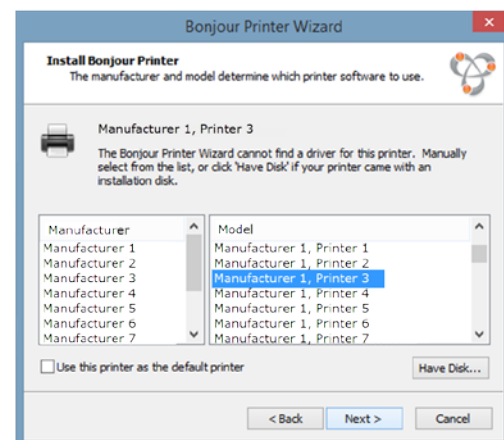 Bonjour Printer Wizard
Install Bonjour Printer
The manufacturer and model determine which printer software to use.
Manufacturer 1, Printer 3
The Bonjour Printer Wizard cannot find a driver for this printer. Manually
select from the list, or click 'Have Disk' if your printer came with an
installation disk.
Manufacturer
Manufacturer 1
Manufacturer 2
Manufacturer 3
Manufacturer 4
Manufacturer 5
Manufacturer 6
Manufacturer 7
Model
Manufacturer 1, Printer 1
Manufacturer 1, Printer 2
Manufacturer 1, Printer 3
Manufacturer 1, Printer 4
Manufacturer 1, Printer 5
Manufacturer 1, Printer 6
Manufacturer 1, Printer 7
Use this printer as the default printer
Have Disk...
< Back
Next >
Cancel